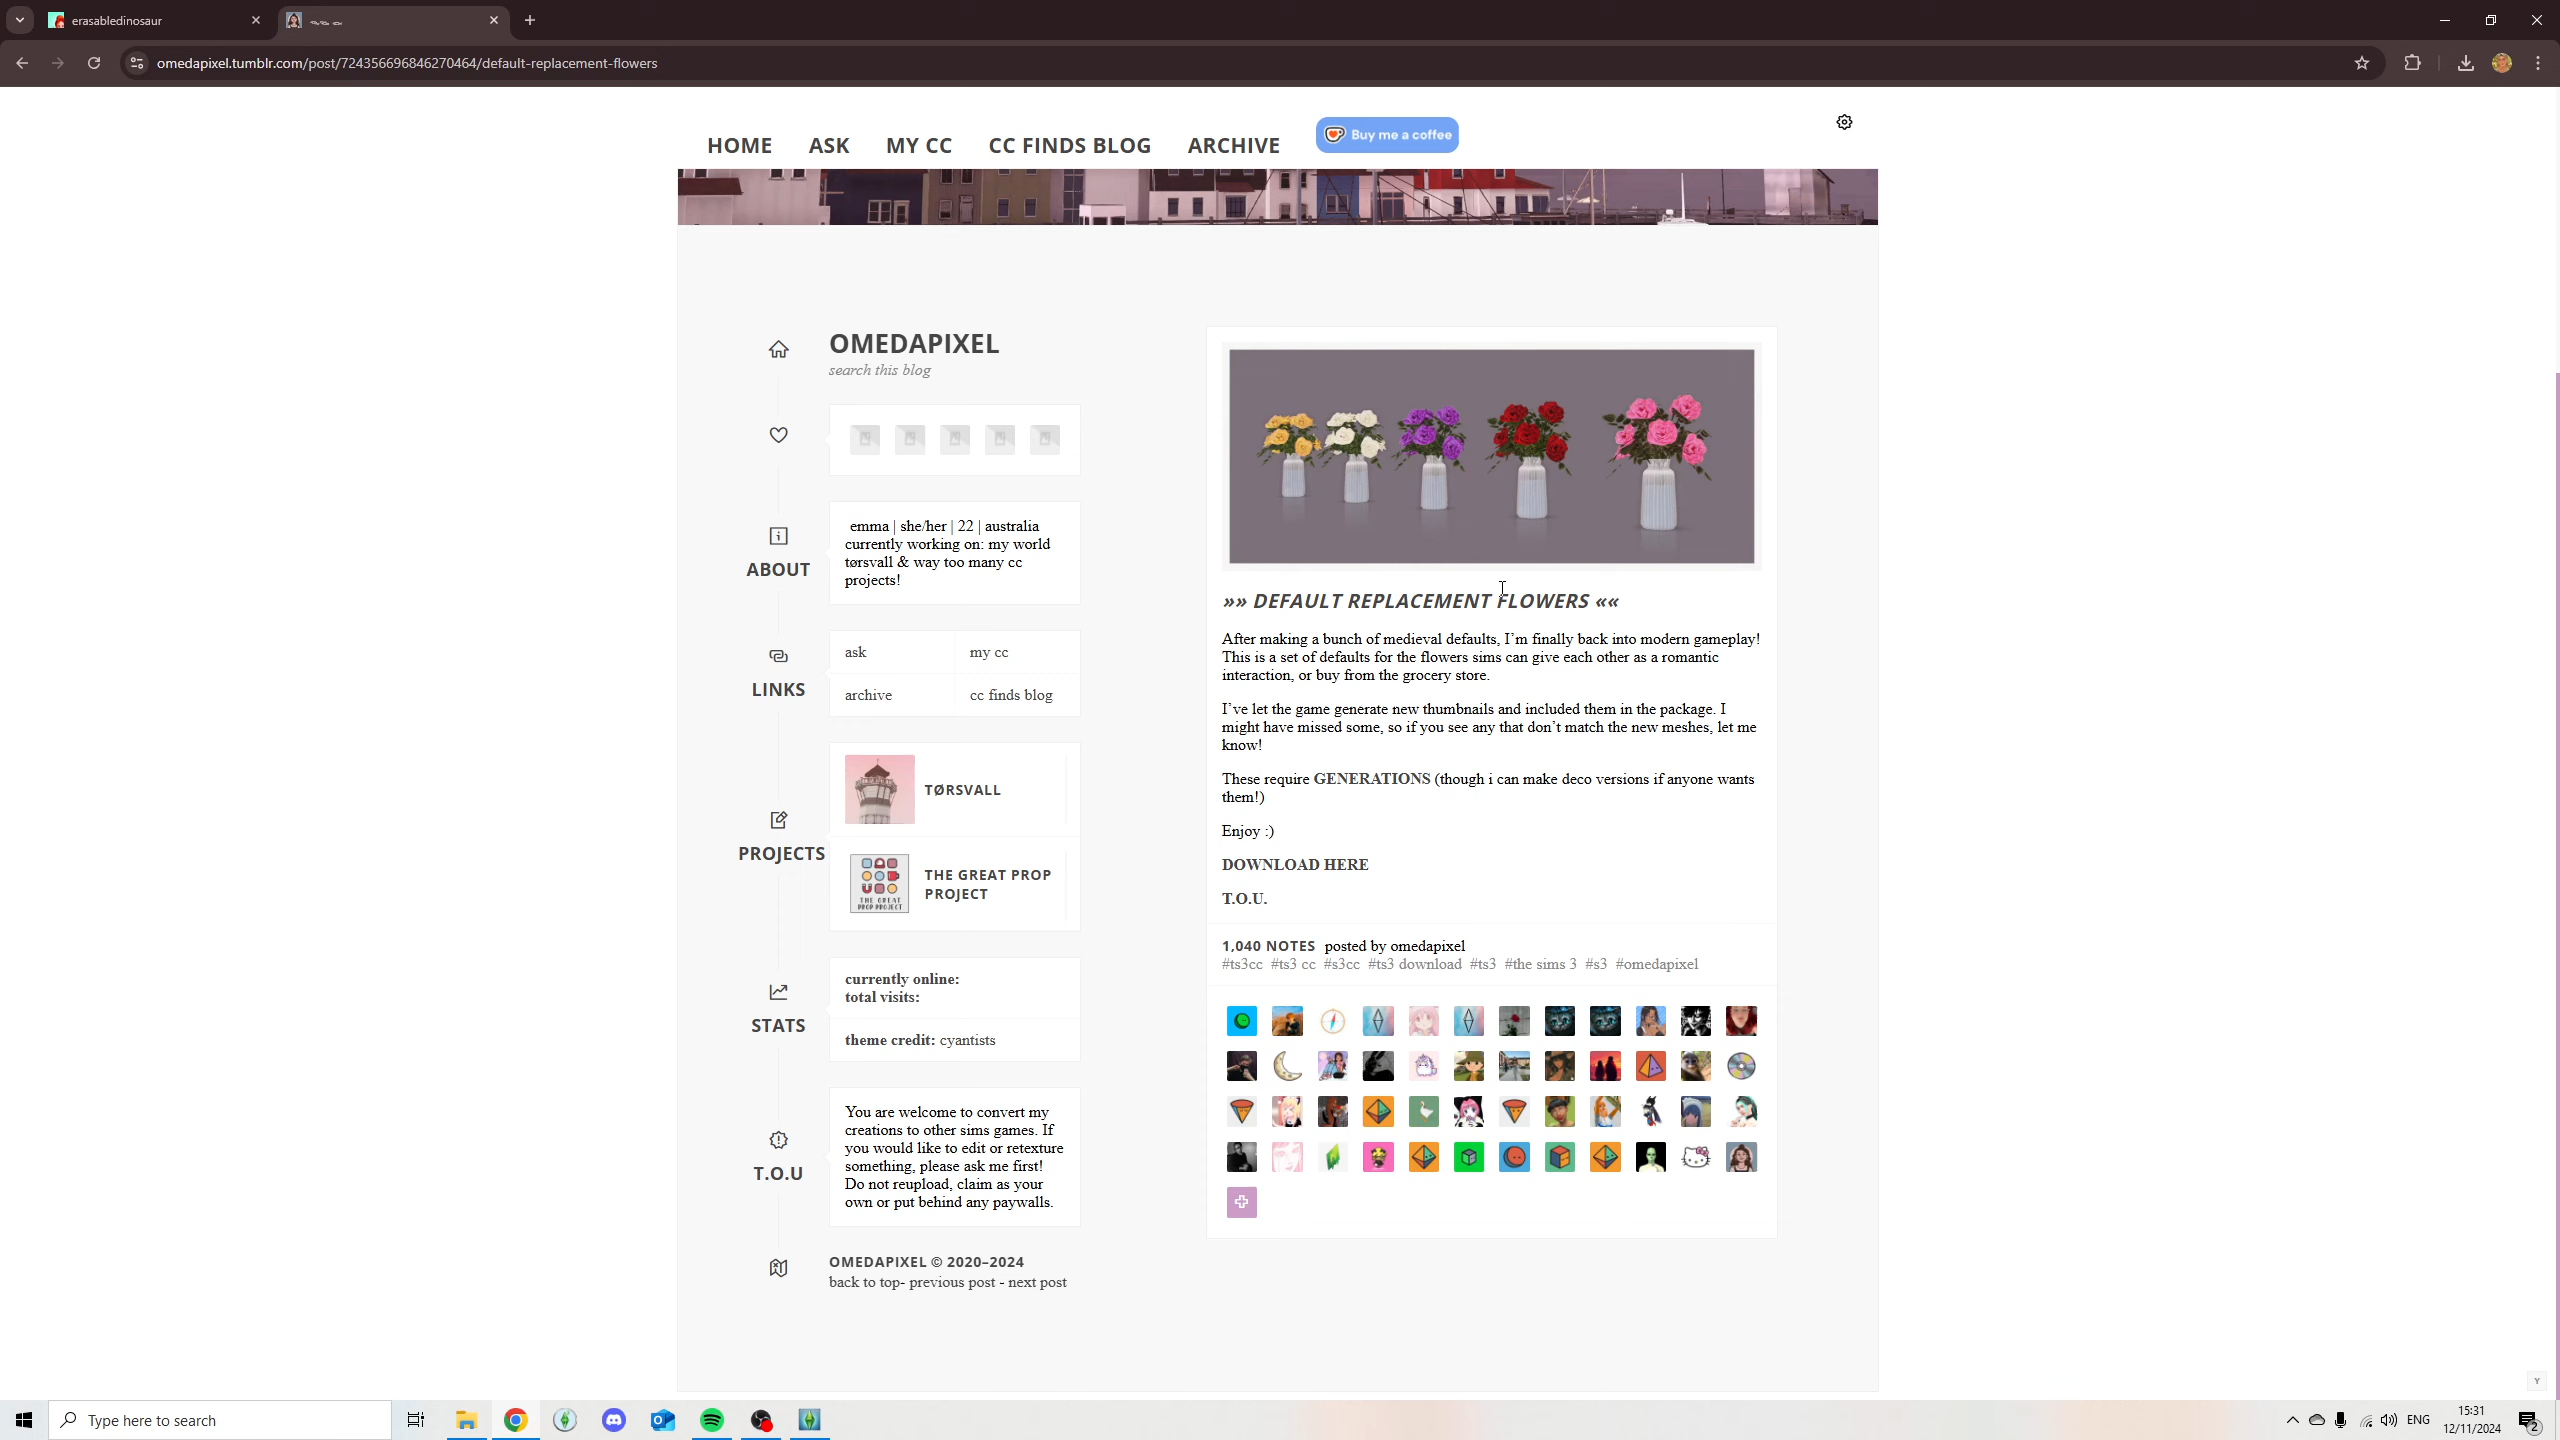 erasabledinosaur
omedapixel.tumblr.com/post/724356696846270464/default-replacement-flowers
HOME
ASK
MY CC
CC FINDS BLOG
ARCHIVE
Buy me a coffee
OMEDAPIXEL
search this blog
ABOUT
emma | she/her | 22 | australia
currently working on: my world
tørsvall & way too many cc
projects!
LINKS
ask
my cc
archive
cc finds blog
PROJECTS
TØRSVALL
THE GREAT
PROP PROJECT
THE GREAT PROP
PROJECT
STATS
currently online:
total visits:
theme credit: cyantists
T.O.U
You are welcome to convert my
creations to other sims games. If
you would like to edit or retexture
something, please ask me first!
Do not reupload, claim as your
own or put behind any paywalls.
OMEDAPIXEL © 2020–2024
back to top- previous post - next post
»» DEFAULT REPLACEMENT FLOWERS ««
After making a bunch of medieval defaults, I’m finally back into modern gameplay!
This is a set of defaults for the flowers sims can give each other as a romantic
interaction, or buy from the grocery store.
I’ve let the game generate new thumbnails and included them in the package. I
might have missed some, so if you see any that don’t match the new meshes, let me
know!
These require GENERATIONS (though i can make deco versions if anyone wants
them!)
Enjoy :)
DOWNLOAD HERE
T.O.U.
1,040 NOTES posted by omedapixel
#ts3cc #ts3 cc #s3cc #ts3 download #ts3 #the sims 3 #s3 #omedapixel
Y
Type here to search
ENG
15:31
12/11/2024
2